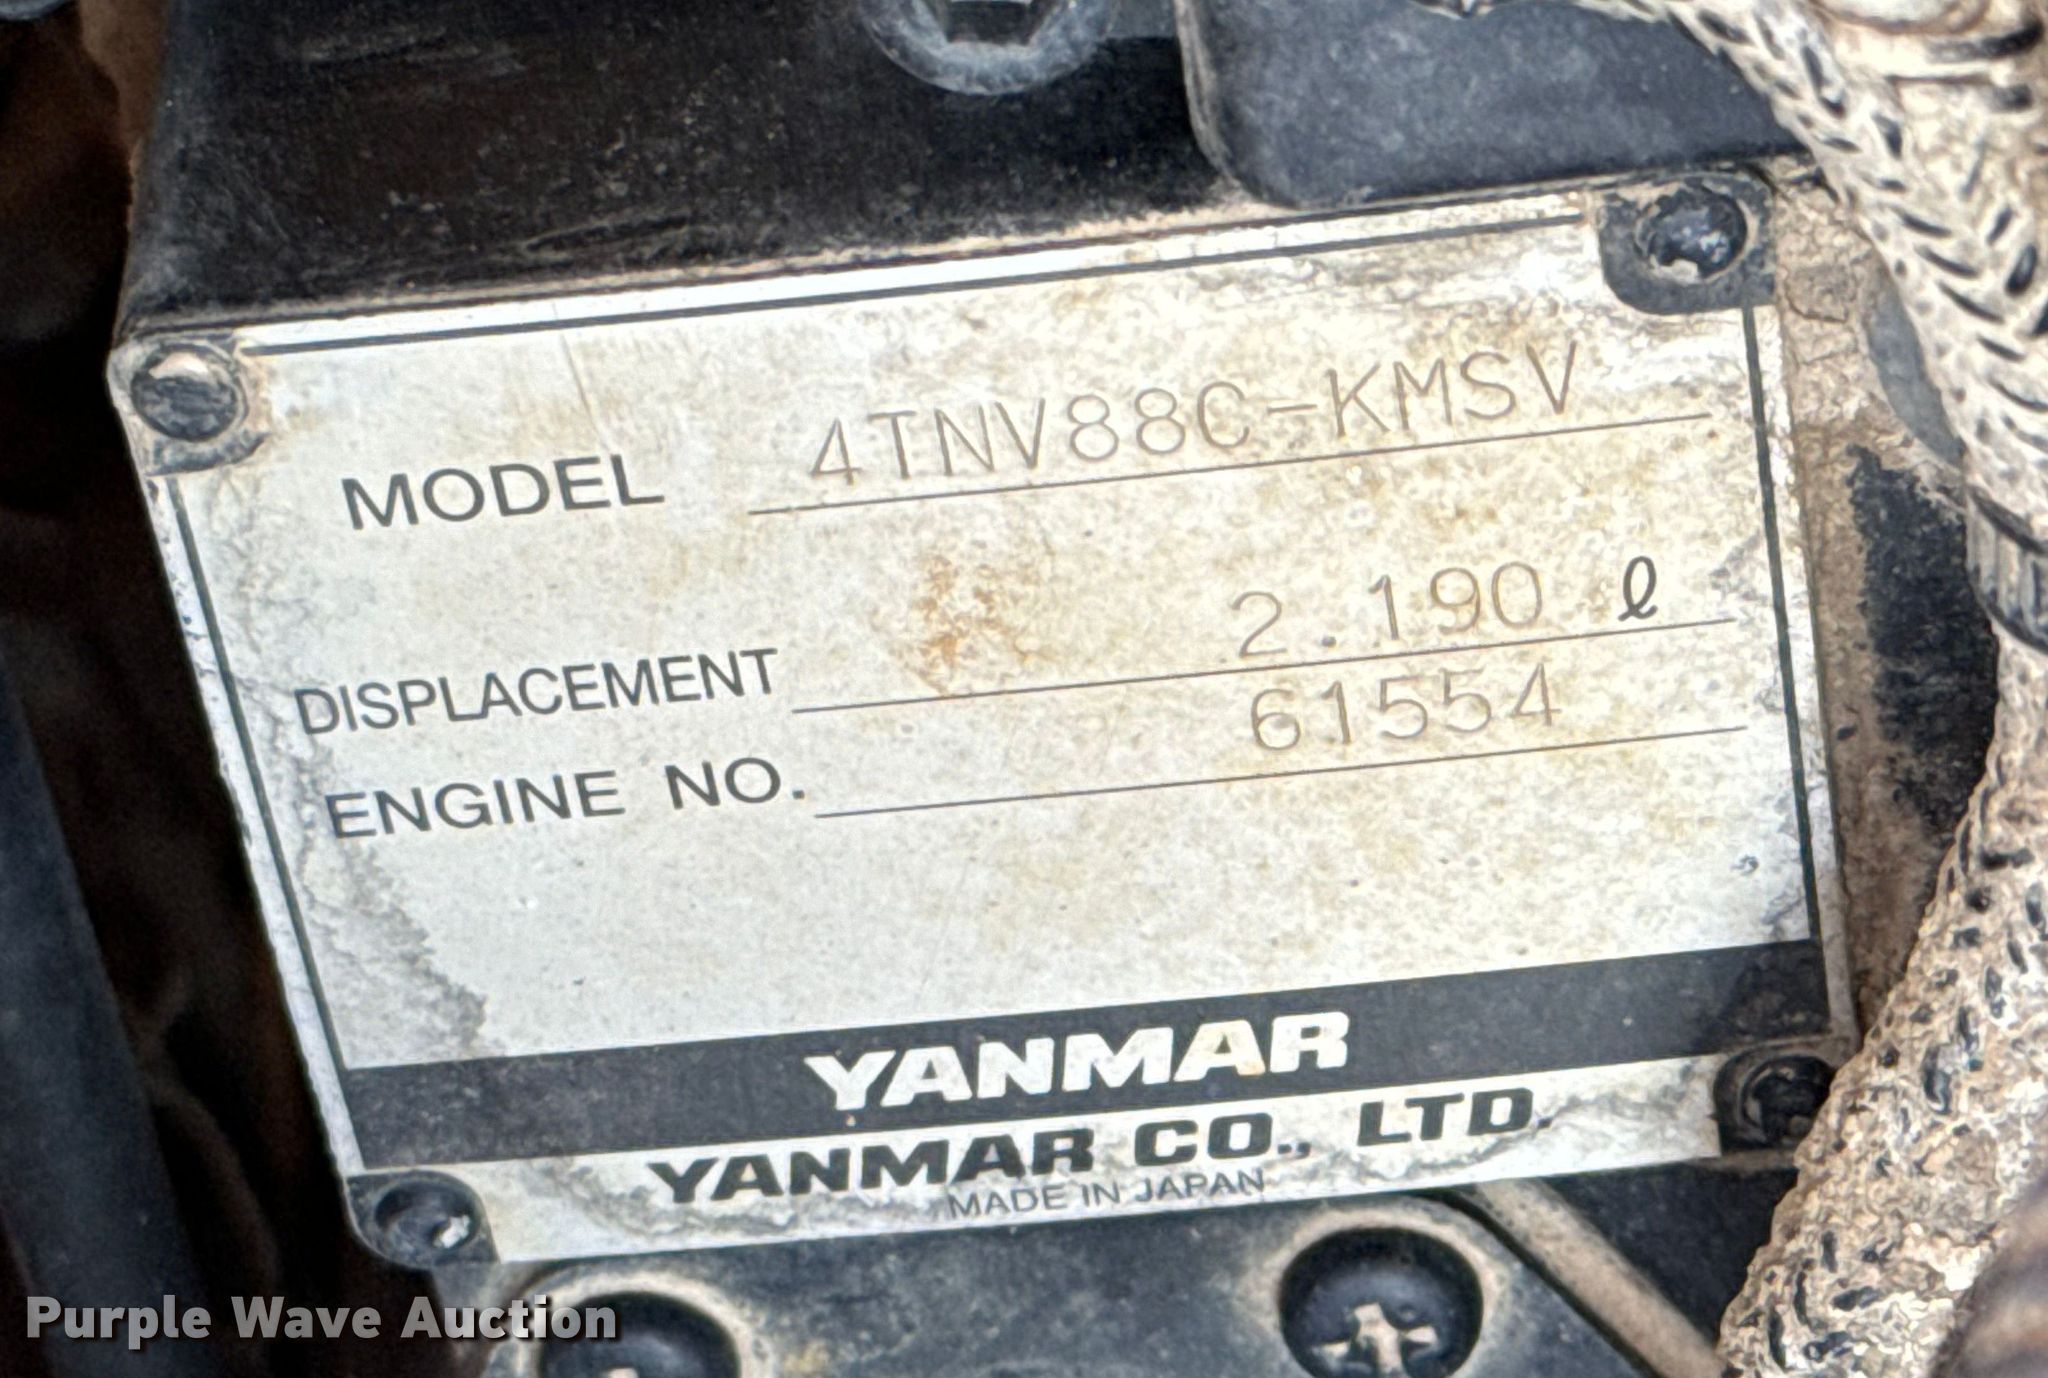 MODEL 4TNV88C-KMSV
DISPLACEMENT 2.190 ℓ
ENGINE NO. 61554
YANMAR
YANMAR CO., LTD.
MADE IN JAPAN
Purple Wave Auction